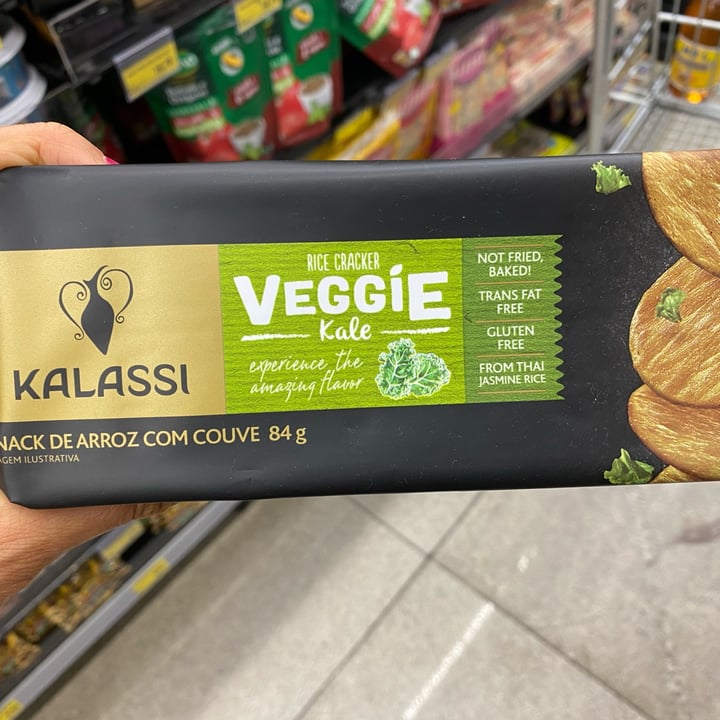 KALASSI
RICE CRACKER
VEGGIE
Kale
experience the
amazing flavor
NOT FRIED,
BAKED!
TRANS FAT
FREE
GLUTEN
FREE
FROM THAI
JASMINE RICE
NACK DE ARROZ COM COUVE 84 g
AGEM ILUSTRATIVA